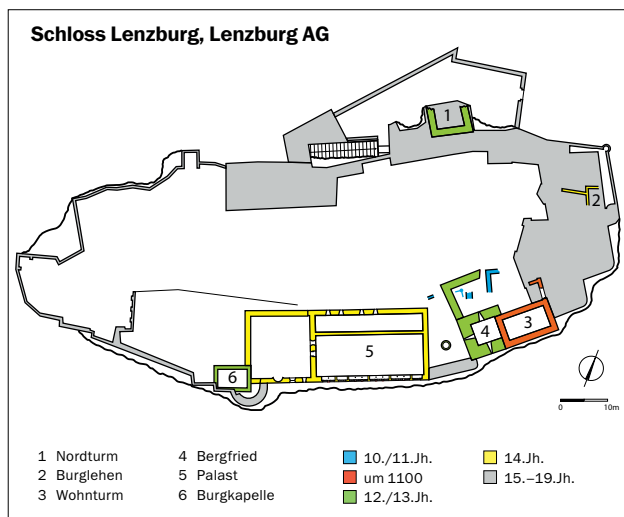 Schloss Lenzburg, Lenzburg AG
1
2
3
4
5
6
0 10m
1 Nordturm
2 Burglehen
3 Wohnturm
4 Bergfried
5 Palast
6 Burgkapelle
10./11.Jh.
um 1100
12./13.Jh.
14.Jh.
15.–19.Jh.